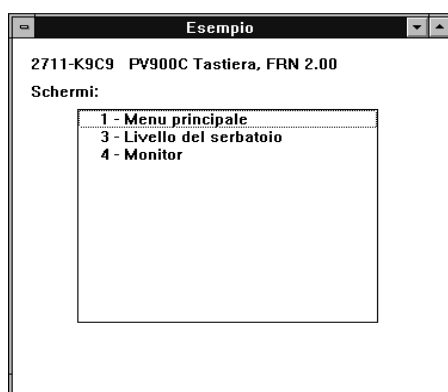 Esempio
2711-K9C9 PV900C Tastiera, FRN 2.00
Schermi:
1 - Menu principale
3 - Livello del serbatoio
4 - Monitor